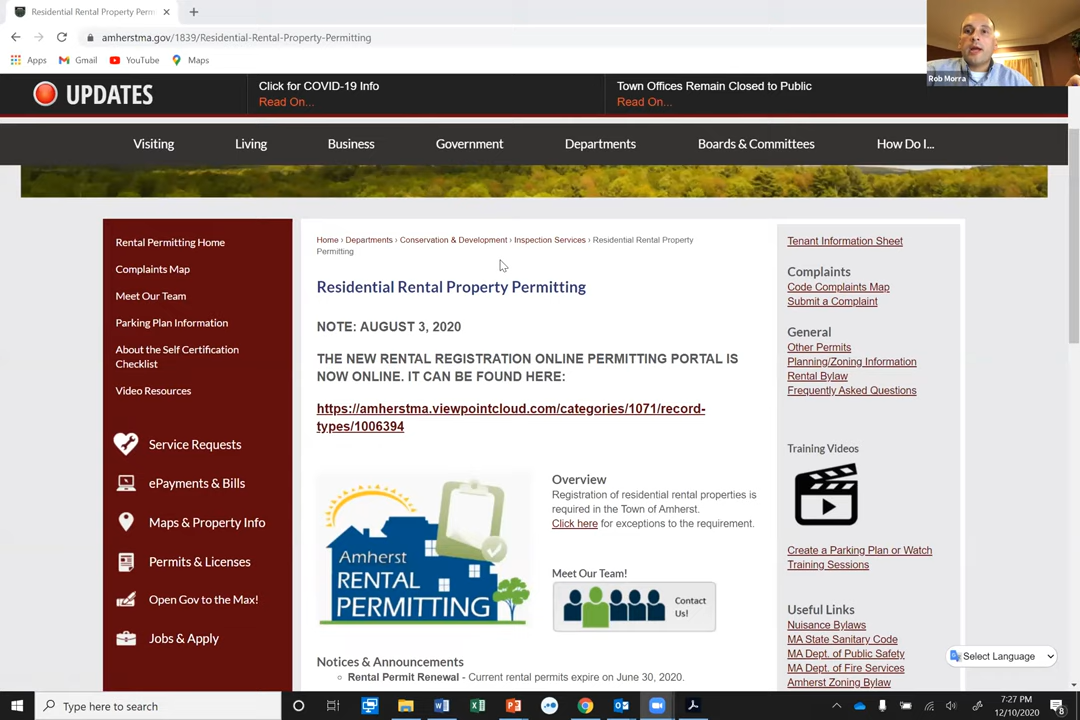 Residential Rental Property Perm
amherstma.gov/1839/Residential-Rental-Property-Permitting
Apps Gmail YouTube Maps
Rob Morra
UPDATES
Click for COVID-19 Info
Read On...
Town Offices Remain Closed to Public
Read On...
Visiting Living Business Government Departments Boards & Committees How Do I...
Rental Permitting Home
Complaints Map
Meet Our Team
Parking Plan Information
About the Self Certification
Checklist
Video Resources
Service Requests
ePayments & Bills
Maps & Property Info
Permits & Licenses
Open Gov to the Max!
Jobs & Apply
Home › Departments › Conservation & Development › Inspection Services › Residential Rental Property
Permitting
Residential Rental Property Permitting
NOTE: AUGUST 3, 2020
THE NEW RENTAL REGISTRATION ONLINE PERMITTING PORTAL IS
NOW ONLINE. IT CAN BE FOUND HERE:
https://amherstma.viewpointcloud.com/categories/1071/record-
types/1006394
Amherst
RENTAL
PERMITTING
Overview
Registration of residential rental properties is
required in the Town of Amherst.
Click here for exceptions to the requirement.
Meet Our Team!
Contact
Us!
Notices & Announcements
Rental Permit Renewal - Current rental permits expire on June 30, 2020.
Tenant Information Sheet
Complaints
Code Complaints Map
Submit a Complaint
General
Other Permits
Planning/Zoning Information
Rental Bylaw
Frequently Asked Questions
Training Videos
Create a Parking Plan or Watch
Training Sessions
Useful Links
Nuisance Bylaws
MA State Sanitary Code
MA Dept. of Public Safety
MA Dept. of Fire Services
Amherst Zoning Bylaw
Select Language
Type here to search
7:27 PM
12/10/2020
8